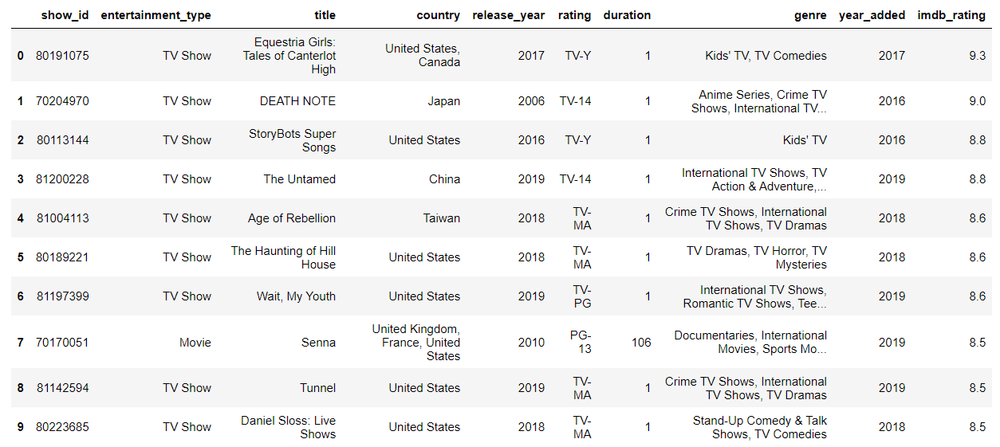 show_id entertainment_type title country release_year rating duration genre year_added imdb_rating
0 80191075 TV Show Equestria Girls: Tales of Canterlot High United States, Canada 2017 TV-Y 1 Kids' TV, TV Comedies 2017 9.3
1 70204970 TV Show DEATH NOTE Japan 2006 TV-14 1 Anime Series, Crime TV Shows, International TV... 2016 9.0
2 80113144 TV Show StoryBots Super Songs United States 2016 TV-Y 1 Kids' TV 2016 8.8
3 81200228 TV Show The Untamed China 2019 TV-14 1 International TV Shows, TV Action & Adventure,... 2019 8.8
4 81004113 TV Show Age of Rebellion Taiwan 2018 TV-MA 1 Crime TV Shows, International TV Shows, TV Dramas 2018 8.6
5 80189221 TV Show The Haunting of Hill House United States 2018 TV-MA 1 TV Dramas, TV Horror, TV Mysteries 2018 8.6
6 81197399 TV Show Wait, My Youth United States 2019 TV-PG 1 International TV Shows, Romantic TV Shows, Tee... 2019 8.6
7 70170051 Movie Senna United Kingdom, France, United States 2010 PG-13 106 Documentaries, International Movies, Sports Mo... 2019 8.5
8 81142594 TV Show Tunnel United States 2019 TV-MA 1 Crime TV Shows, International TV Shows, TV Dramas 2019 8.5
9 80223685 TV Show Daniel Sloss: Live Shows United States 2018 TV-MA 1 Stand-Up Comedy & Talk Shows, TV Comedies 2018 8.5